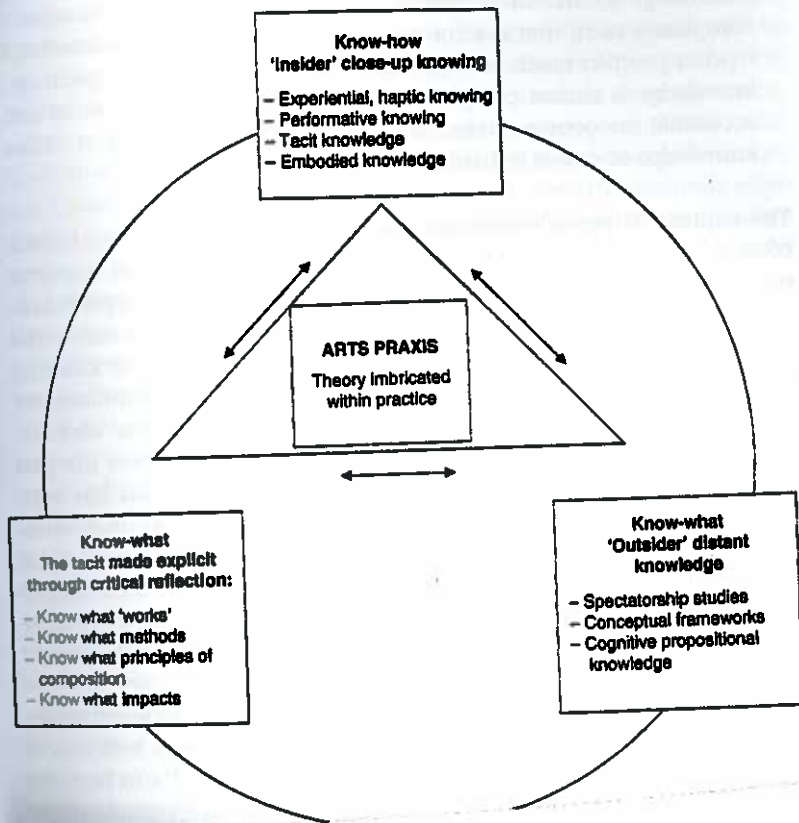 Know-how
'Insider' close-up knowing
– Experiential, haptic knowing
– Performative knowing
– Tacit knowledge
– Embodied knowledge
ARTS PRAXIS
Theory imbricated
within practice
Know-what
The tacit made explicit
through critical reflection:
– Know what 'works'
– Know what methods
– Know what principles of
composition
– Know what impacts
Know-what
'Outsider' distant
knowledge
– Spectatorship studies
– Conceptual frameworks
– Cognitive propositional
knowledge